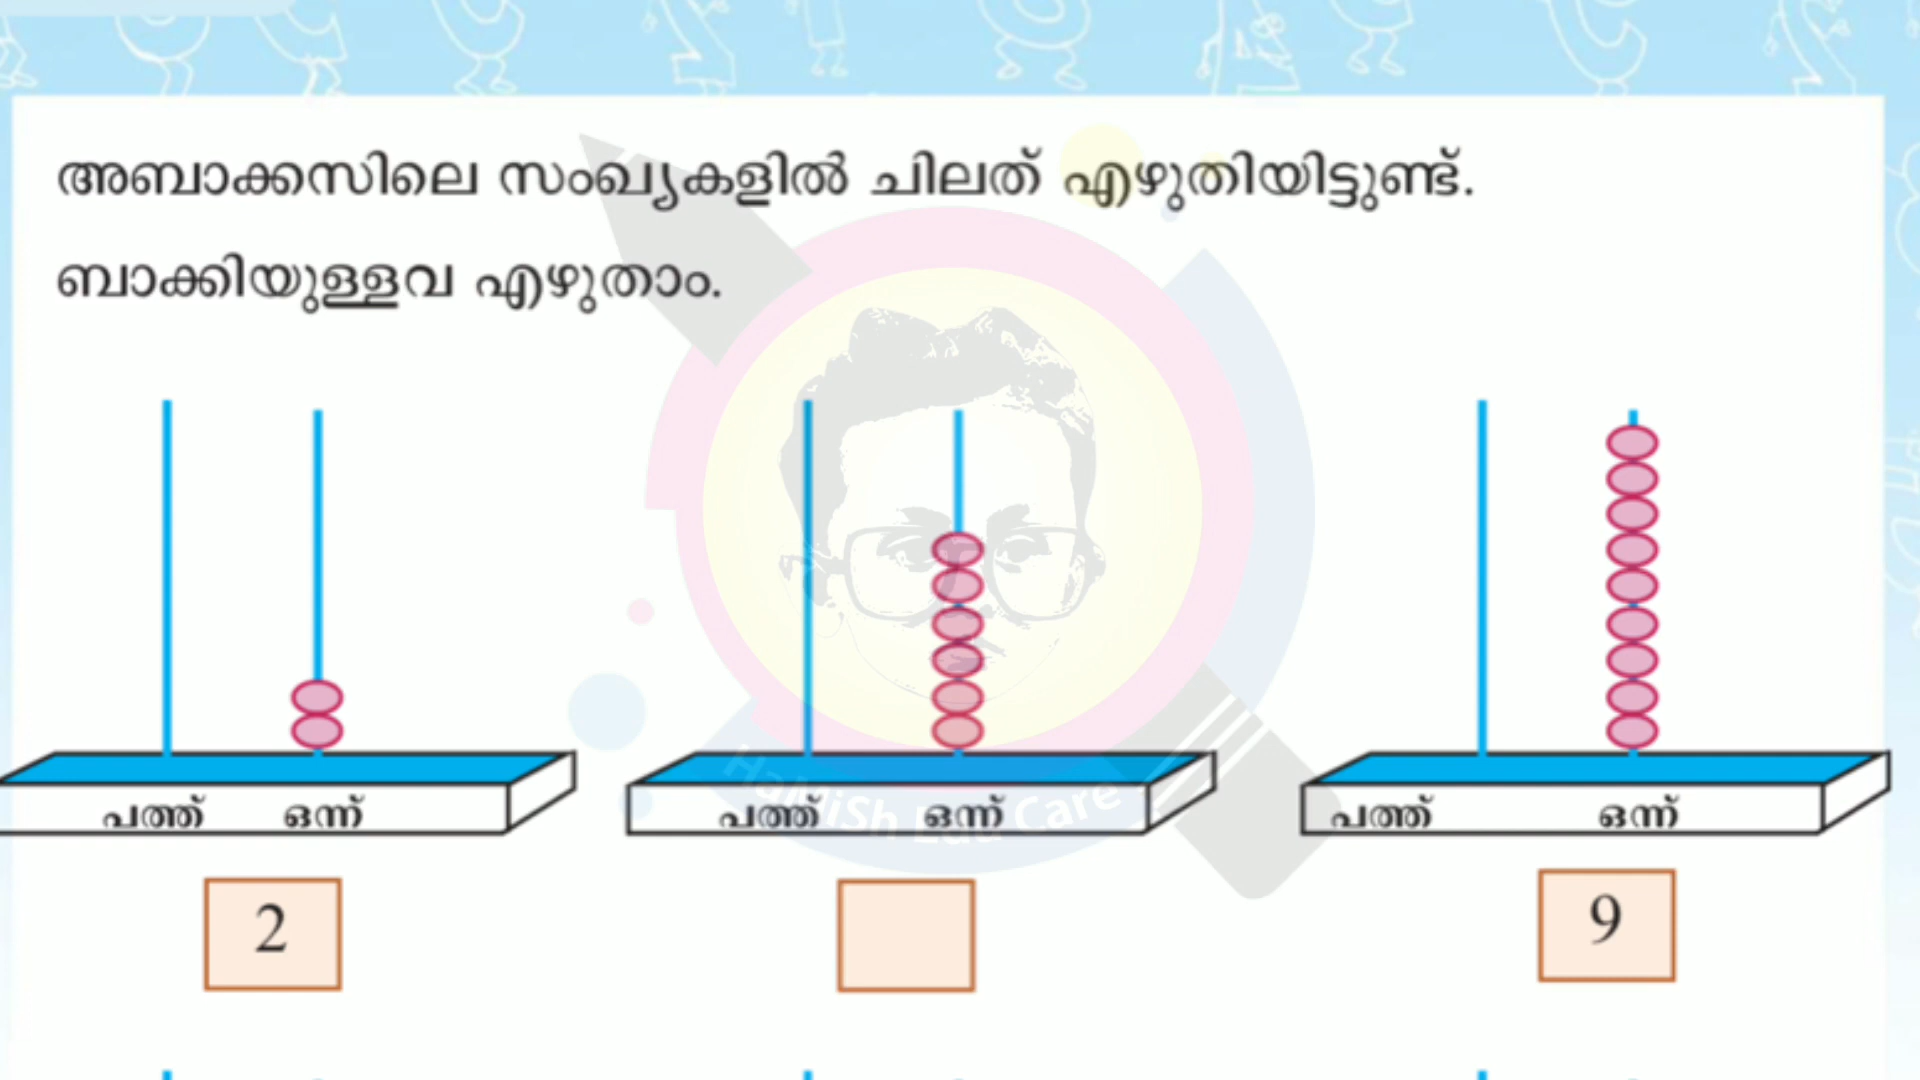 അബാക്കസിലെ സംഖ്യകളിൽ ചിലത് എഴുതിയിട്ടുണ്ട്.
ബാക്കിയുള്ളവ എഴുതാം.
പത്ത് ഒന്ന് പത്ത് ഒന്ന് പത്ത് ഒന്ന്
2 9